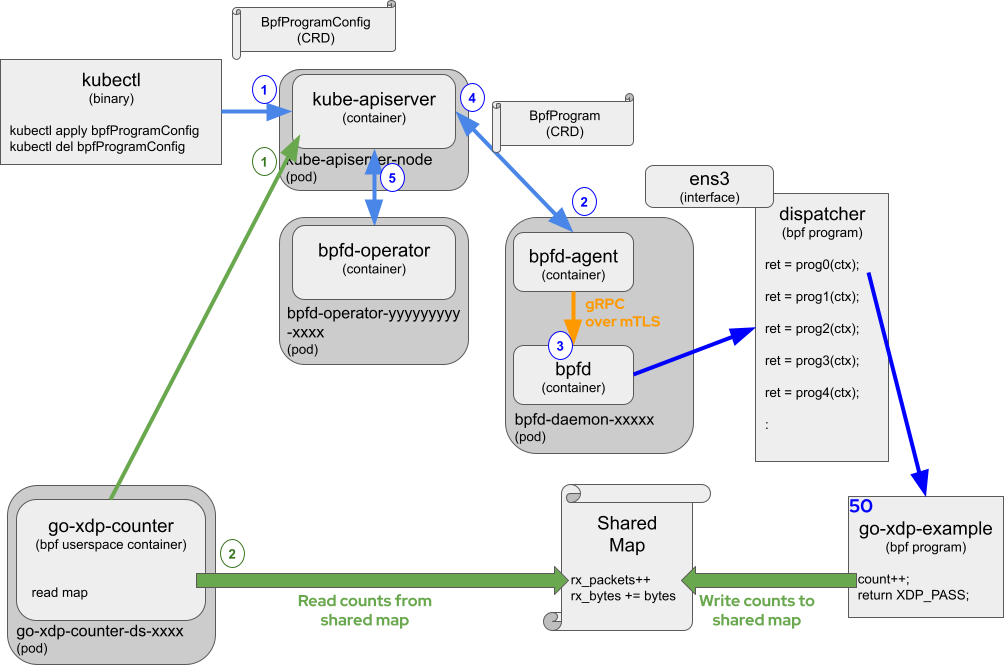 BpfProgramConfig
(CRD)
kubectl
(binary)
kubectl apply bpfProgramConfig
kubectl del bpfProgramConfig
1
kube-apiserver
(container)
kube-apiserver-node
(pod)
4
BpfProgram
(CRD)
1
5
2
ens3
(interface)
dispatcher
(bpf program)
ret = prog0(ctx);
ret = prog1(ctx);
ret = prog2(ctx);
ret = prog3(ctx);
ret = prog4(ctx);
:
bpfd-operator
(container)
bpfd-operator-yyyyyyyyy
-xxxx
(pod)
bpfd-agent
(container)
gRPC
over mTLS
3
bpfd
(container)
bpfd-daemon-xxxxx
(pod)
go-xdp-counter
(bpf userspace container)
read map
go-xdp-counter-ds-xxxx
(pod)
2
Read counts from
shared map
Shared
Map
rx_packets++
rx_bytes += bytes
Write counts to
shared map
50
go-xdp-example
(bpf program)
count++;
return XDP_PASS;